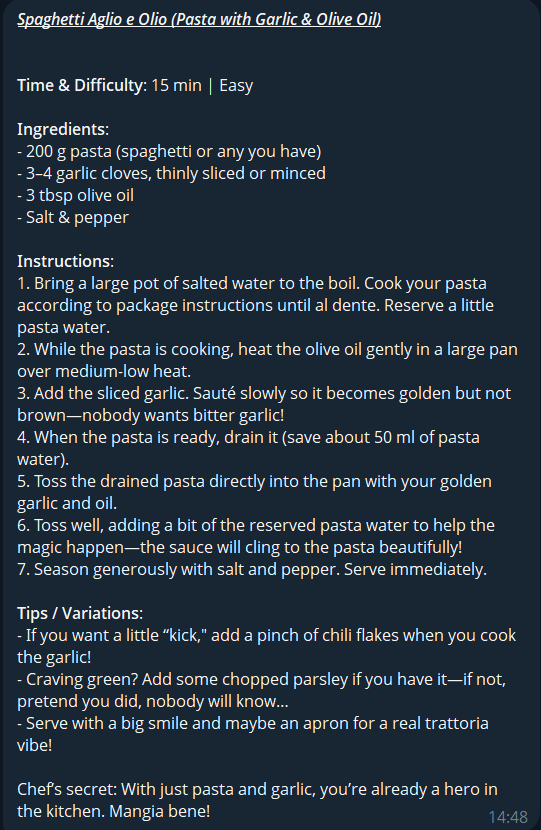 Spaghetti Aglio e Olio (Pasta with Garlic & Olive Oil)
Time & Difficulty: 15 min | Easy
Ingredients:
- 200 g pasta (spaghetti or any you have)
- 3–4 garlic cloves, thinly sliced or minced
- 3 tbsp olive oil
- Salt & pepper
Instructions:
1. Bring a large pot of salted water to the boil. Cook your pasta
according to package instructions until al dente. Reserve a little
pasta water.
2. While the pasta is cooking, heat the olive oil gently in a large pan
over medium-low heat.
3. Add the sliced garlic. Sauté slowly so it becomes golden but not
brown—nobody wants bitter garlic!
4. When the pasta is ready, drain it (save about 50 ml of pasta
water).
5. Toss the drained pasta directly into the pan with your golden
garlic and oil.
6. Toss well, adding a bit of the reserved pasta water to help the
magic happen—the sauce will cling to the pasta beautifully!
7. Season generously with salt and pepper. Serve immediately.
Tips / Variations:
- If you want a little “kick," add a pinch of chili flakes when you cook
the garlic!
- Craving green? Add some chopped parsley if you have it—if not,
pretend you did, nobody will know…
- Serve with a big smile and maybe an apron for a real trattoria
vibe!
Chef’s secret: With just pasta and garlic, you’re already a hero in
the kitchen. Mangia bene!
14:48